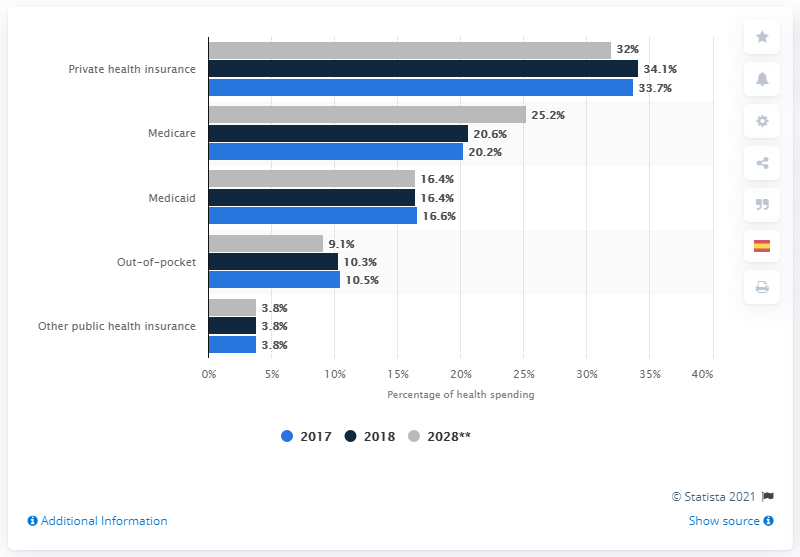 Private health insurance
32%
34.1%
33.7%
Medicare
25.2%
20.6%
20.2%
Medicaid
16.4%
16.4%
16.6%
Out-of-pocket
9.1%
10.3%
10.5%
Other public health insurance
3.8%
3.8%
3.8%
0% 5% 10% 15% 20% 25% 30% 35% 40%
Percentage of health spending
2017 2018 2028**
© Statista 2021
Additional Information Show source